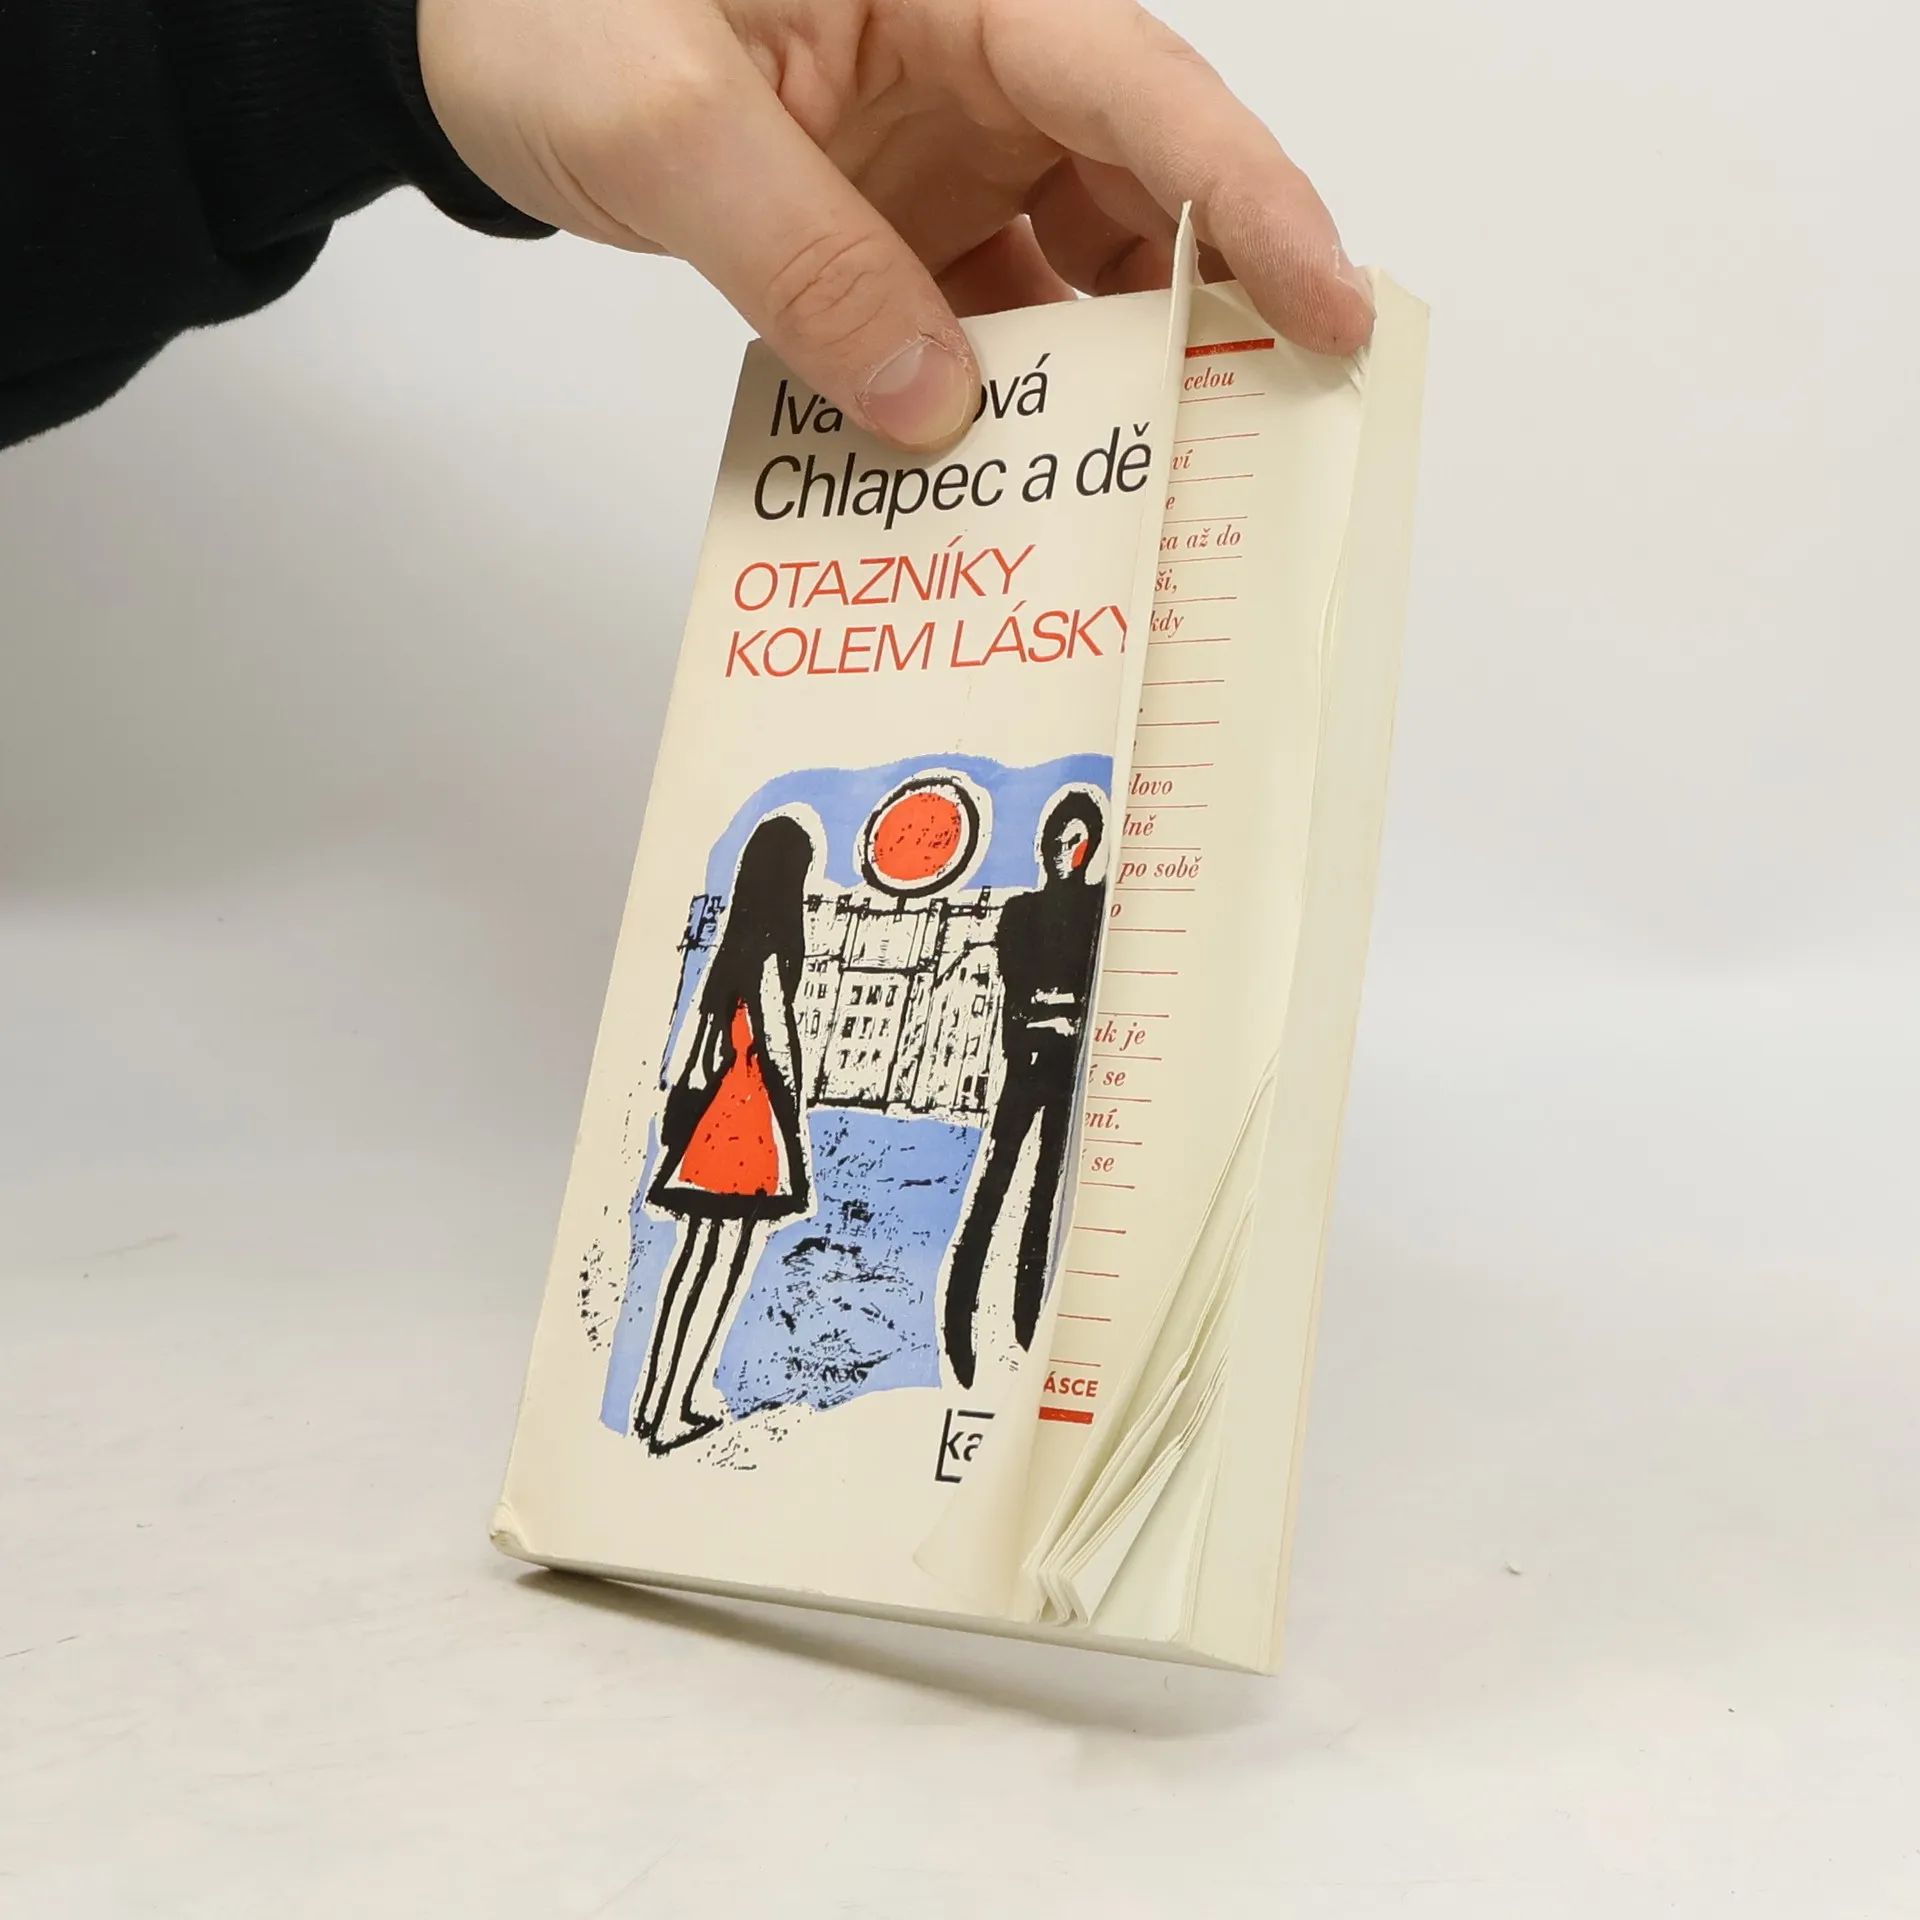 Iva ová
Chlapec a dě
OTAZNÍKY
KOLEM LÁSKY
celou
ví
e
ka až do
ši,
kdy
slovo
lně
po sobě
o
ak je
í se
ení.
í se
ÁSCE
ka